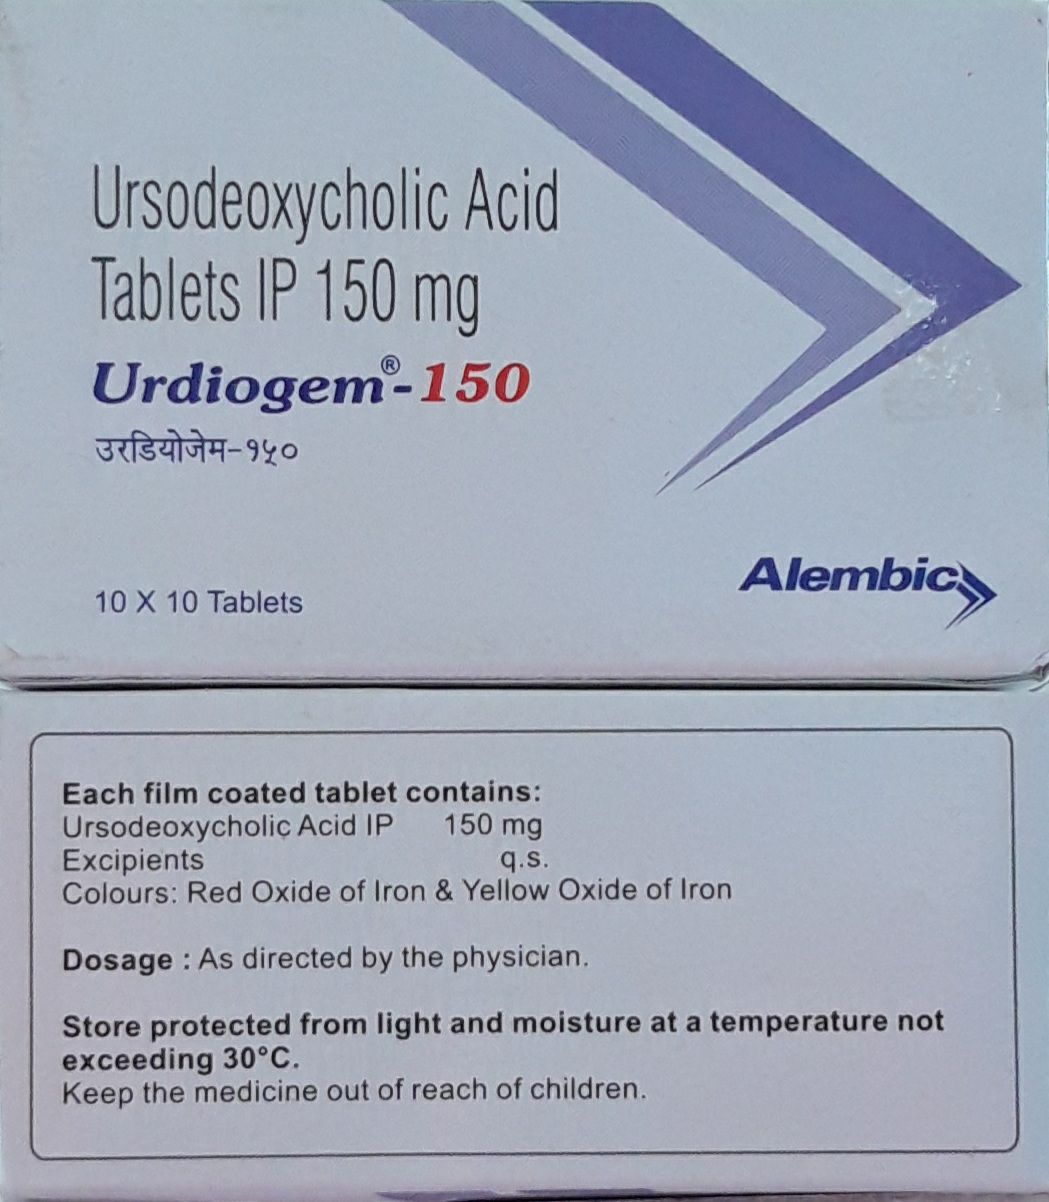 Ursodeoxycholic Acid
Tablets IP 150 mg
Urdiogem®-150
उरडियोजेम-१५०
10 X 10 Tablets
Alembic
Each film coated tablet contains:
Ursodeoxycholic Acid IP 150 mg
Excipients q.s.
Colours: Red Oxide of Iron & Yellow Oxide of Iron
Dosage : As directed by the physician.
Store protected from light and moisture at a temperature not
exceeding 30°C.
Keep the medicine out of reach of children.